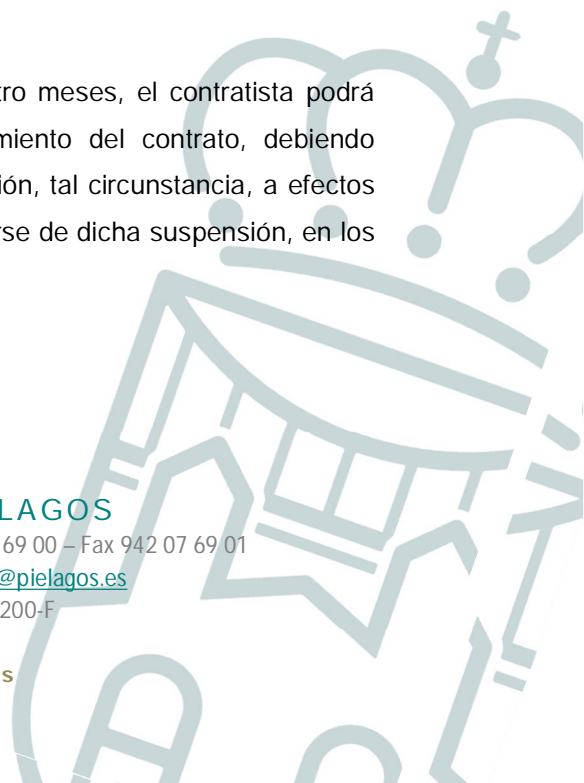 tro meses, el contratista podrá
miento del contrato, debiendo
ión, tal circunstancia, a efectos
rse de dicha suspensión, en los
LAGOS
69 00 – Fax 942 07 69 01
@pielagos.es
200-F
s